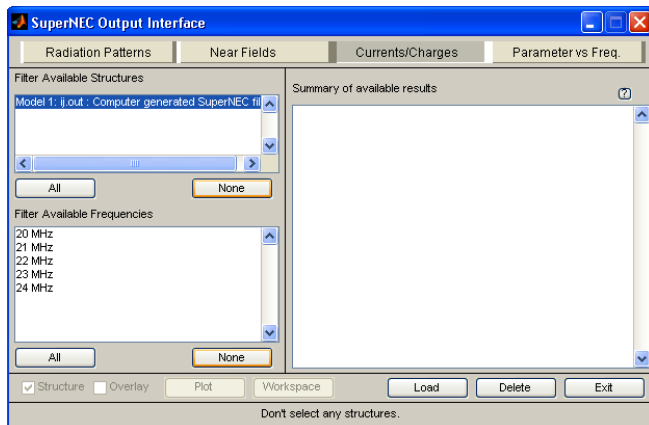 SuperNEC Output Interface
Radiation Patterns
Near Fields
Currents/Charges
Parameter vs Freq.
Filter Available Structures
Model 1: ij.out : Computer generated SuperNEC fil
All
None
Filter Available Frequencies
20 MHz
21 MHz
22 MHz
23 MHz
24 MHz
All
None
Summary of available results
?
Structure
Overlay
Plot
Workspace
Load
Delete
Exit
Don't select any structures.